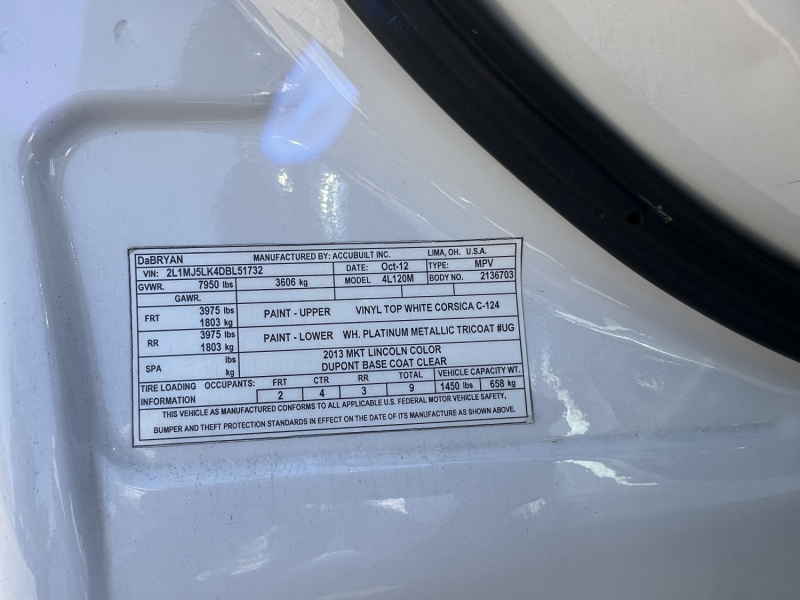 DaBRYAN MANUFACTURED BY: ACCUBUILT INC. LIMA, OH. U.S.A.
VIN: 2L1MJ5LK4DBL51732 DATE: Oct-12 TYPE: MPV
GVWR. 7950 lbs 3606 kg MODEL 4L120M BODY NO. 2136703
GAWR.
FRT 3975 lbs 1803 kg PAINT - UPPER VINYL TOP WHITE CORSICA C-124
RR 3975 lbs 1803 kg PAINT - LOWER WH. PLATINUM METALLIC TRICOAT #UG
SPA lbs kg 2013 MKT LINCOLN COLOR
DUPONT BASE COAT CLEAR
TIRE LOADING INFORMATION OCCUPANTS: FRT CTR RR TOTAL VEHICLE CAPACITY WT.
2 4 3 9 1450 lbs 658 kg
THIS VEHICLE AS MANUFACTURED CONFORMS TO ALL APPLICABLE U.S. FEDERAL MOTOR VEHICLE SAFETY,
BUMPER AND THEFT PROTECTION STANDARDS IN EFFECT ON THE DATE OF ITS MANUFACTURE AS SHOWN ABOVE.